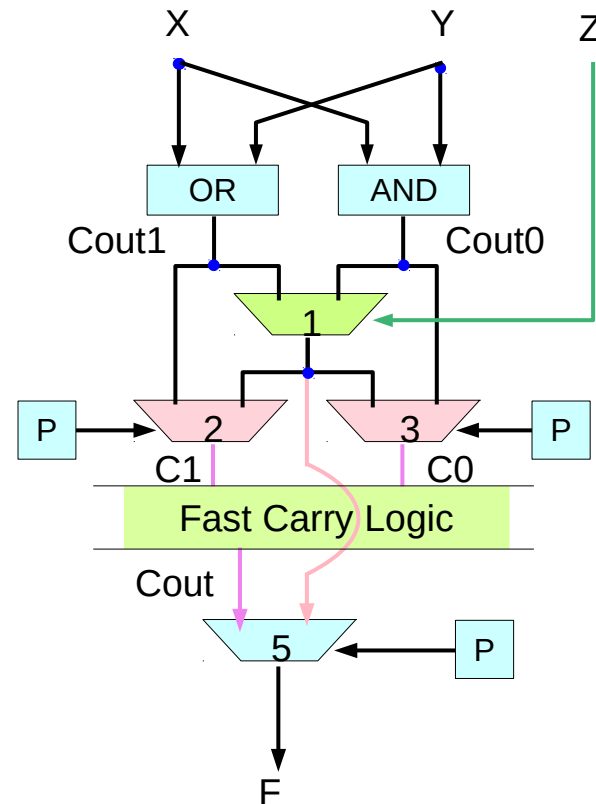 X Y Z
OR AND
Cout1 Cout0
1
P 2 3 P
C1 C0
Fast Carry Logic
Cout
5 P
F